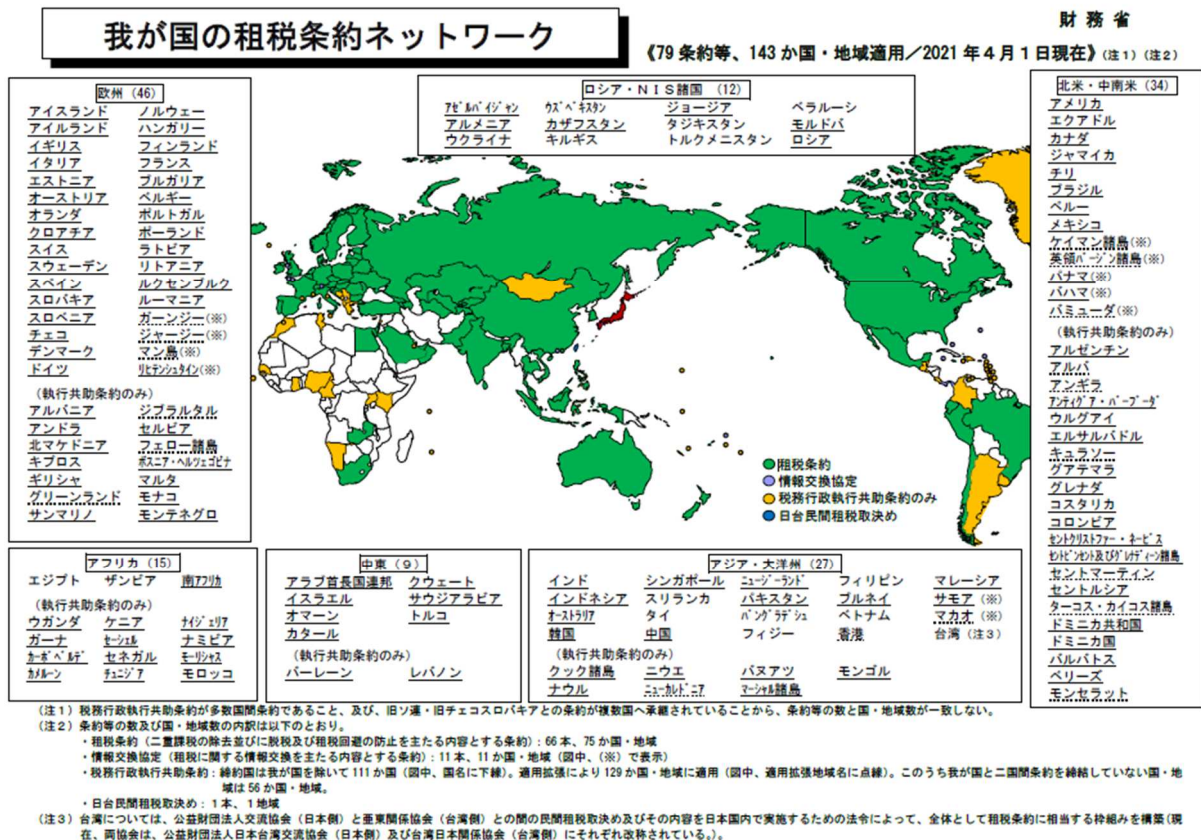 財務省
我が国の租税条約ネットワーク
《79条約等、143か国・地域適用／2021年4月1日現在》(注1)(注2)
欧州（46）
アイスランド ノルウェー
アイルランド ハンガリー
イギリス フィンランド
イタリア フランス
エストニア ブルガリア
オーストリア ベルギー
オランダ ポルトガル
クロアチア ポーランド
スイス ラトビア
スウェーデン リトアニア
スペイン ルクセンブルク
スロバキア ルーマニア
スロベニア ガーンジー(※)
チェコ ジャージー(※)
デンマーク マン島(※)
ドイツ リヒテンシュタイン(※)
(執行共助条約のみ)
アルバニア ジブラルタル
アンドラ セルビア
北マケドニア フェロー諸島
キプロス ボスニア・ヘルツェゴビナ
ギリシャ マルタ
グリーンランド モナコ
サンマリノ モンテネグロ
ロシア・NIS諸国（12）
アゼルバイジャン ウズベキスタン ジョージア ベラルーシ
アルメニア カザフスタン タジキスタン モルドバ
ウクライナ キルギス トルクメニスタン ロシア
北米・中南米（34）
アメリカ
エクアドル
カナダ
ジャマイカ
チリ
ブラジル
ペルー
メキシコ
ケイマン諸島(※)
英領バージン諸島(※)
パナマ(※)
バハマ(※)
バミューダ(※)
(執行共助条約のみ)
アルゼンチン
アルバ
アンギラ
アンティグア・バーブーダ
ウルグアイ
エルサルバドル
キュラソー
グアテマラ
グレナダ
コスタリカ
コロンビア
セントクリストファー・ネービス
セントビンセント及びグレナディーン諸島
セントマーティン
セントルシア
タークス・カイコス諸島
ドミニカ共和国
ドミニカ国
バルバドス
ベリーズ
モンセラット
租税条約
情報交換協定
税務行政執行共助条約のみ
日台民間租税取決め
アフリカ（15）
エジプト ザンビア 南アフリカ
(執行共助条約のみ)
ウガンダ ケニア ナイジェリア
ガーナ セーシェル ナミビア
カーボベルデ セネガル モーリシャス
カメルーン チュニジア モロッコ
中東（9）
アラブ首長国連邦 クウェート
イスラエル サウジアラビア
オマーン トルコ
カタール
(執行共助条約のみ)
バーレーン レバノン
アジア・大洋州（27）
インド シンガポール ニュージーランド フィリピン マレーシア
インドネシア スリランカ パキスタン ブルネイ サモア(※)
オーストラリア タイ バングラデシュ ベトナム マカオ(※)
韓国 中国 フィジー 香港 台湾(注3)
(執行共助条約のみ)
クック諸島 ニウエ バヌアツ モンゴル
ナウル ニューカレドニア マーシャル諸島
（注1）税務行政執行共助条約が多数国間条約であること、及び、旧ソ連・旧チェコスロバキアとの条約が複数国へ承継されていることから、条約等の数と国・地域数が一致しない。
（注2）条約等の数及び国・地域数の内訳は以下のとおり。
・租税条約（二重課税の除去並びに脱税及び租税回避の防止を主たる内容とする条約）：66本、75か国・地域
・情報交換協定（租税に関する情報交換を主たる内容とする条約）：11本、11か国・地域（図中、（※）で表示）
・税務行政執行共助条約：締約国は我が国を除いて111か国（図中、国名に下線）。適用拡張により129か国・地域に適用（図中、適用拡張地域名に点線）。このうち我が国と二国間条約を締結していない国・地
域は56か国・地域。
・日台民間租税取決め：1本、1地域
（注3）台湾については、公益財団法人交流協会（日本側）と亜東関係協会（台湾側）との間の民間租税取決め及びその内容を日本国内で実施するための法令によって、全体として租税条約に相当する枠組みを構築（現
在、両協会は、公益財団法人日本台湾交流協会（日本側）及び台湾日本関係協会（台湾側）にそれぞれ改称されている。）。